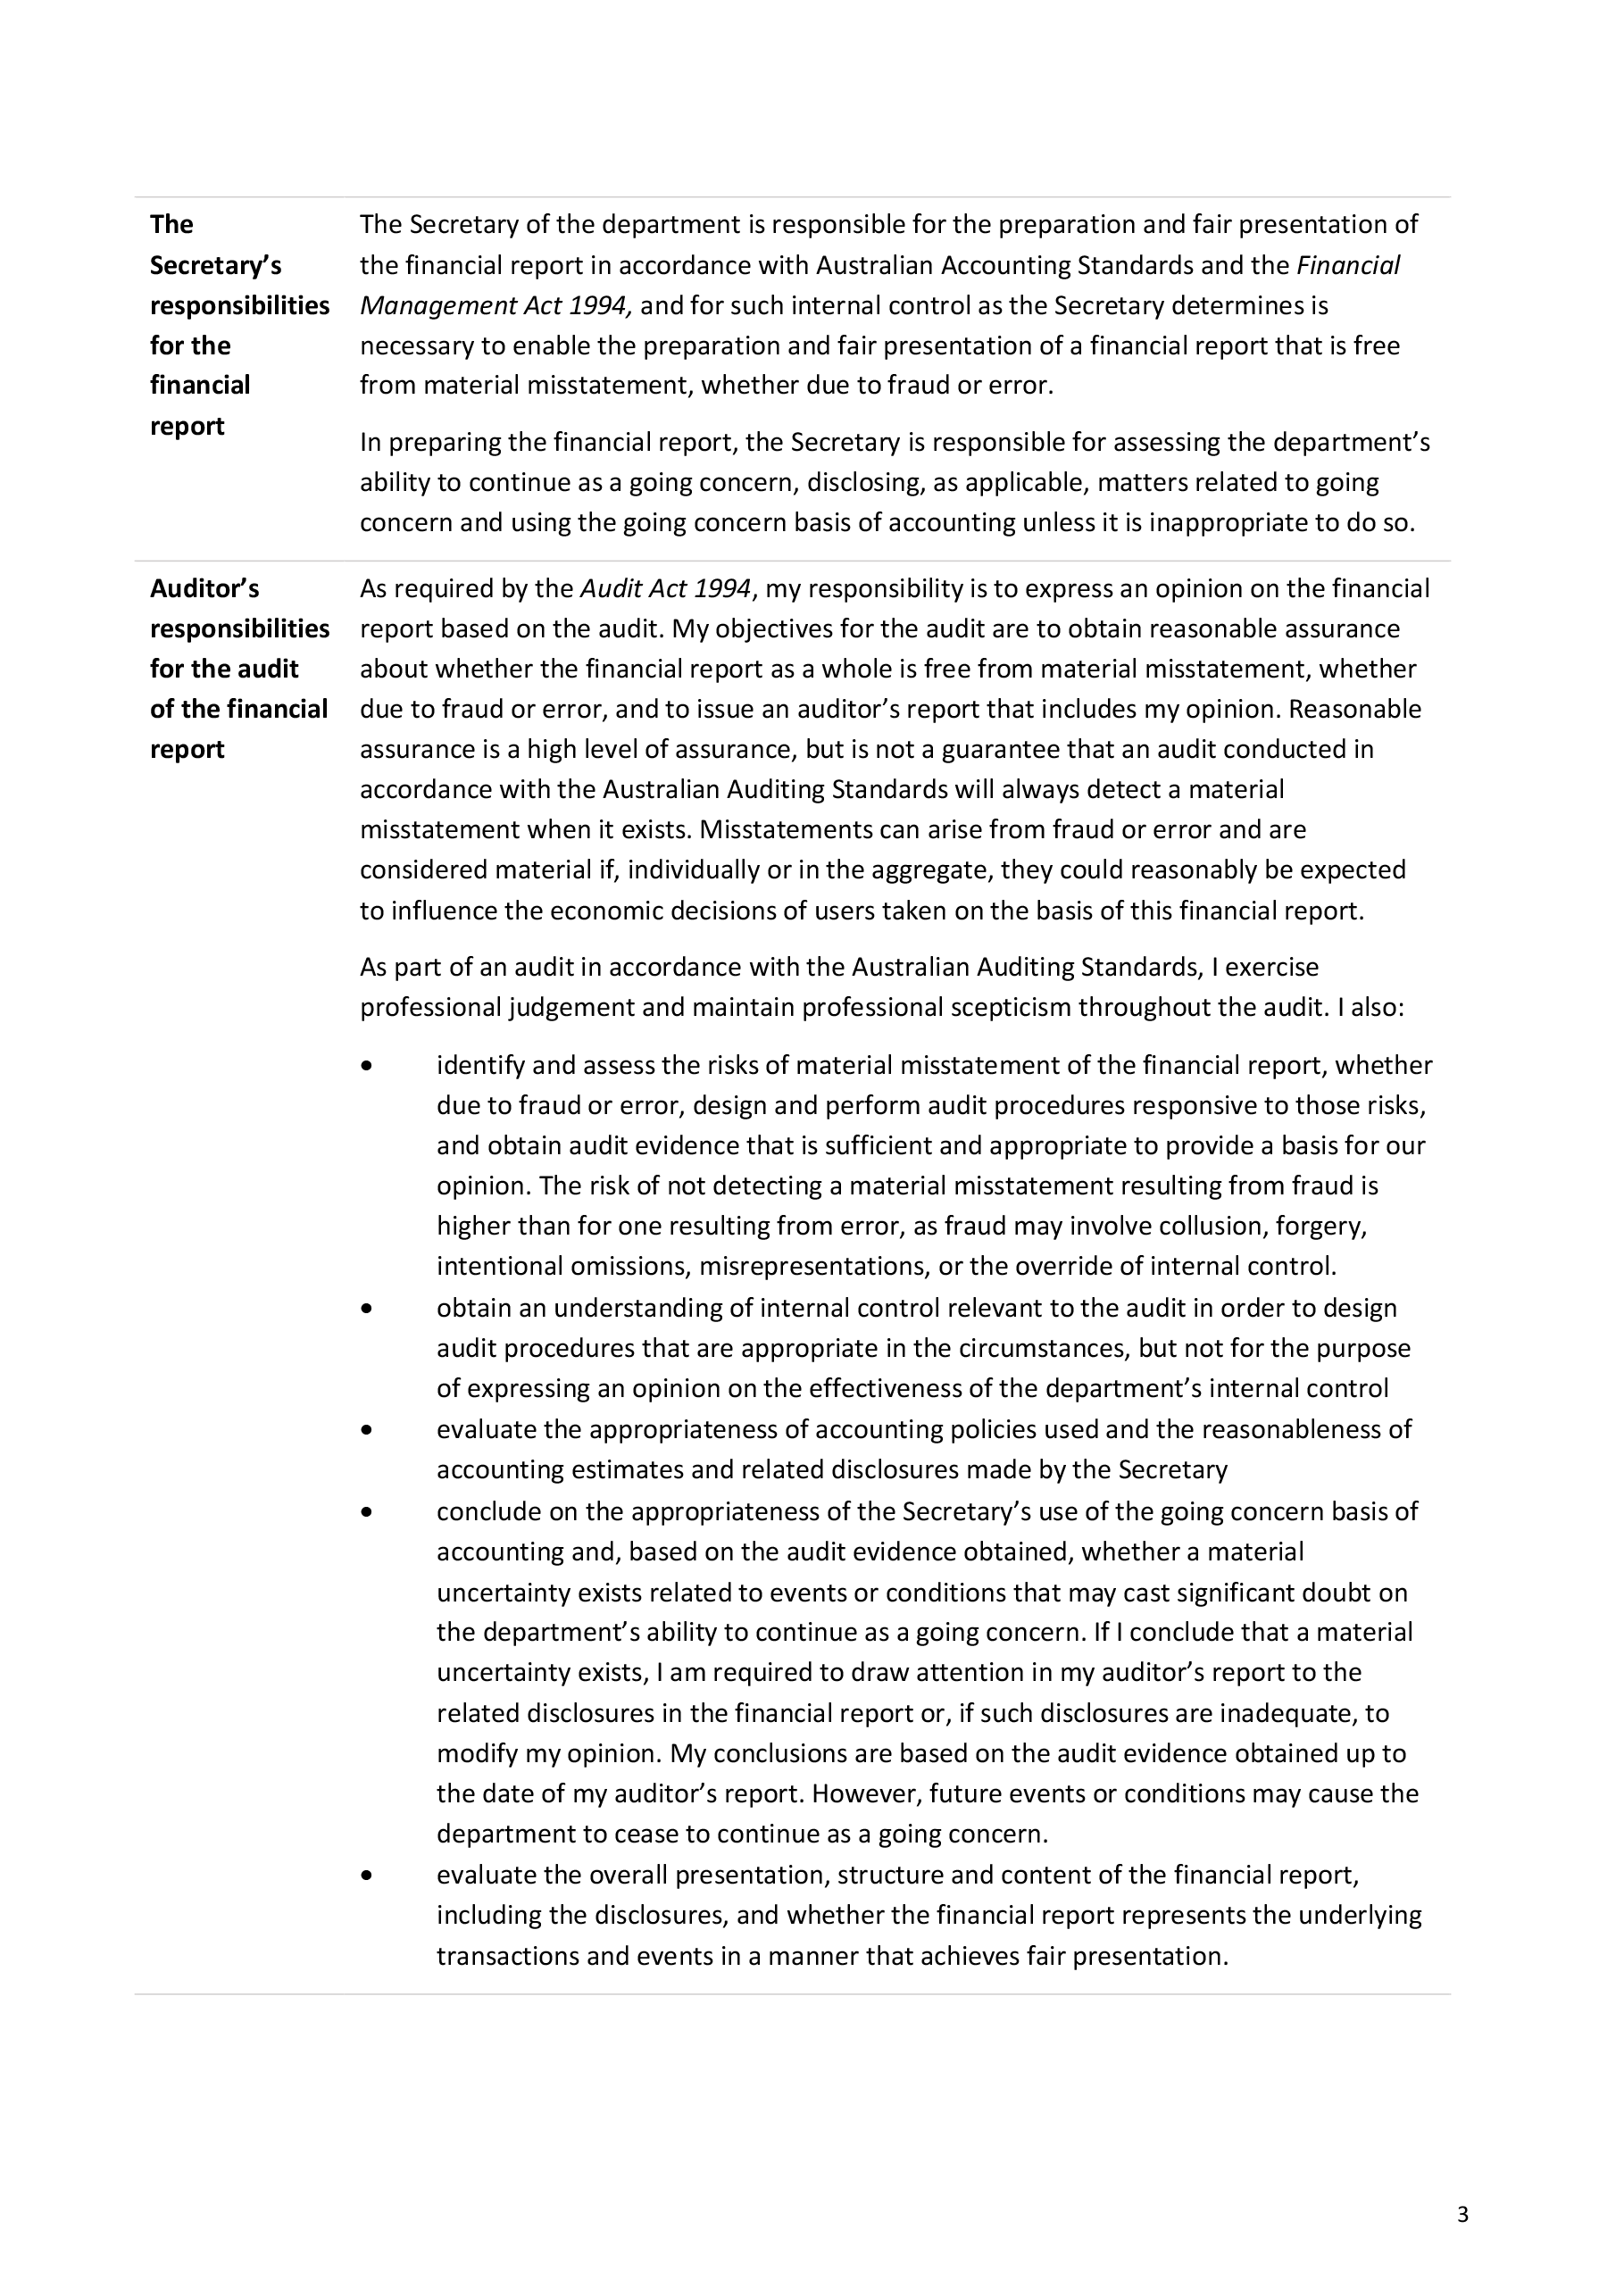 The
Secretary’s
responsibilities
for the
financial
report
The Secretary of the department is responsible for the preparation and fair presentation of
the financial report in accordance with Australian Accounting Standards and the Financial
Management Act 1994, and for such internal control as the Secretary determines is
necessary to enable the preparation and fair presentation of a financial report that is free
from material misstatement, whether due to fraud or error.
In preparing the financial report, the Secretary is responsible for assessing the department’s
ability to continue as a going concern, disclosing, as applicable, matters related to going
concern and using the going concern basis of accounting unless it is inappropriate to do so.
Auditor’s
responsibilities
for the audit
of the financial
report
As required by the Audit Act 1994, my responsibility is to express an opinion on the financial
report based on the audit. My objectives for the audit are to obtain reasonable assurance
about whether the financial report as a whole is free from material misstatement, whether
due to fraud or error, and to issue an auditor’s report that includes my opinion. Reasonable
assurance is a high level of assurance, but is not a guarantee that an audit conducted in
accordance with the Australian Auditing Standards will always detect a material
misstatement when it exists. Misstatements can arise from fraud or error and are
considered material if, individually or in the aggregate, they could reasonably be expected
to influence the economic decisions of users taken on the basis of this financial report.
As part of an audit in accordance with the Australian Auditing Standards, I exercise
professional judgement and maintain professional scepticism throughout the audit. I also:
• identify and assess the risks of material misstatement of the financial report, whether
due to fraud or error, design and perform audit procedures responsive to those risks,
and obtain audit evidence that is sufficient and appropriate to provide a basis for our
opinion. The risk of not detecting a material misstatement resulting from fraud is
higher than for one resulting from error, as fraud may involve collusion, forgery,
intentional omissions, misrepresentations, or the override of internal control.
• obtain an understanding of internal control relevant to the audit in order to design
audit procedures that are appropriate in the circumstances, but not for the purpose
of expressing an opinion on the effectiveness of the department’s internal control
• evaluate the appropriateness of accounting policies used and the reasonableness of
accounting estimates and related disclosures made by the Secretary
• conclude on the appropriateness of the Secretary’s use of the going concern basis of
accounting and, based on the audit evidence obtained, whether a material
uncertainty exists related to events or conditions that may cast significant doubt on
the department’s ability to continue as a going concern. If I conclude that a material
uncertainty exists, I am required to draw attention in my auditor’s report to the
related disclosures in the financial report or, if such disclosures are inadequate, to
modify my opinion. My conclusions are based on the audit evidence obtained up to
the date of my auditor’s report. However, future events or conditions may cause the
department to cease to continue as a going concern.
• evaluate the overall presentation, structure and content of the financial report,
including the disclosures, and whether the financial report represents the underlying
transactions and events in a manner that achieves fair presentation.
3